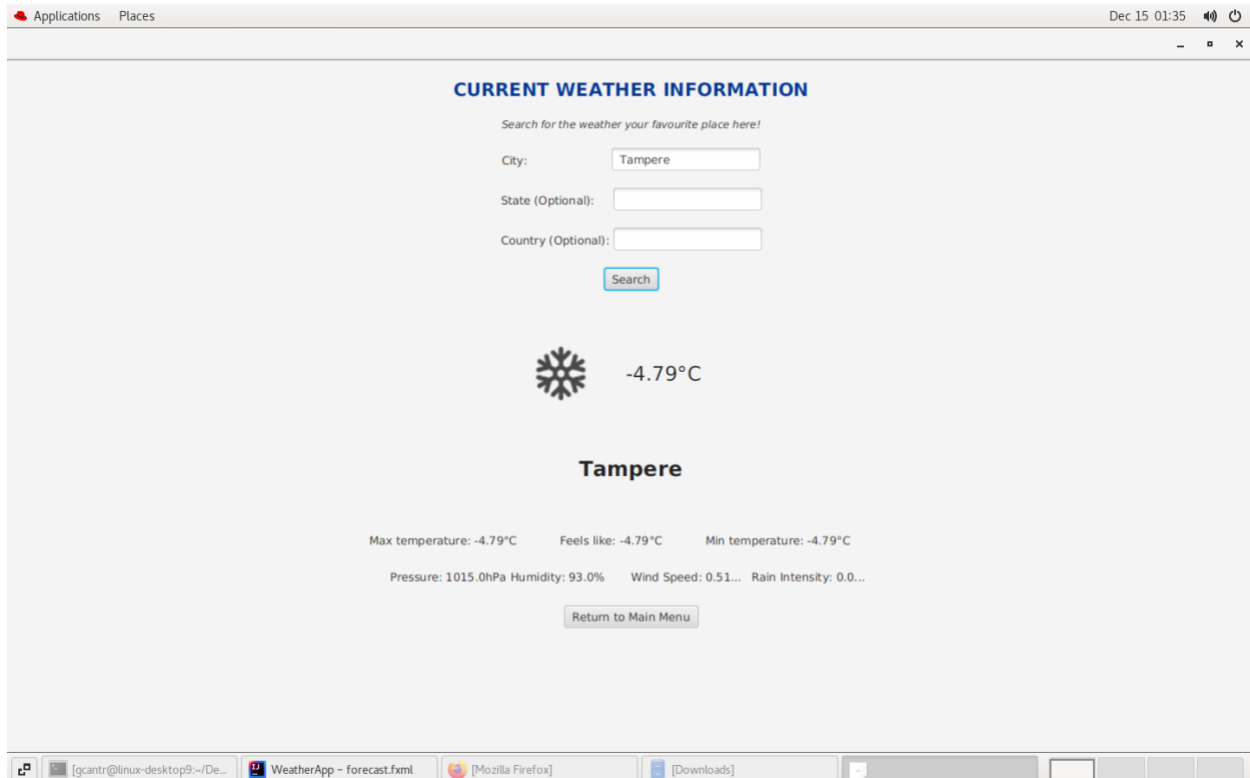 Applications Places Dec 15 01:35
CURRENT WEATHER INFORMATION
Search for the weather your favourite place here!
City: Tampere
State (Optional):
Country (Optional):
Search
-4.79°C
Tampere
Max temperature: -4.79°C Feels like: -4.79°C Min temperature: -4.79°C
Pressure: 1015.0hPa Humidity: 93.0% Wind Speed: 0.51... Rain Intensity: 0.0...
Return to Main Menu
[gcantr@linux-desktop9:~/De... WeatherApp – forecast.fxml [Mozilla Firefox] [Downloads]